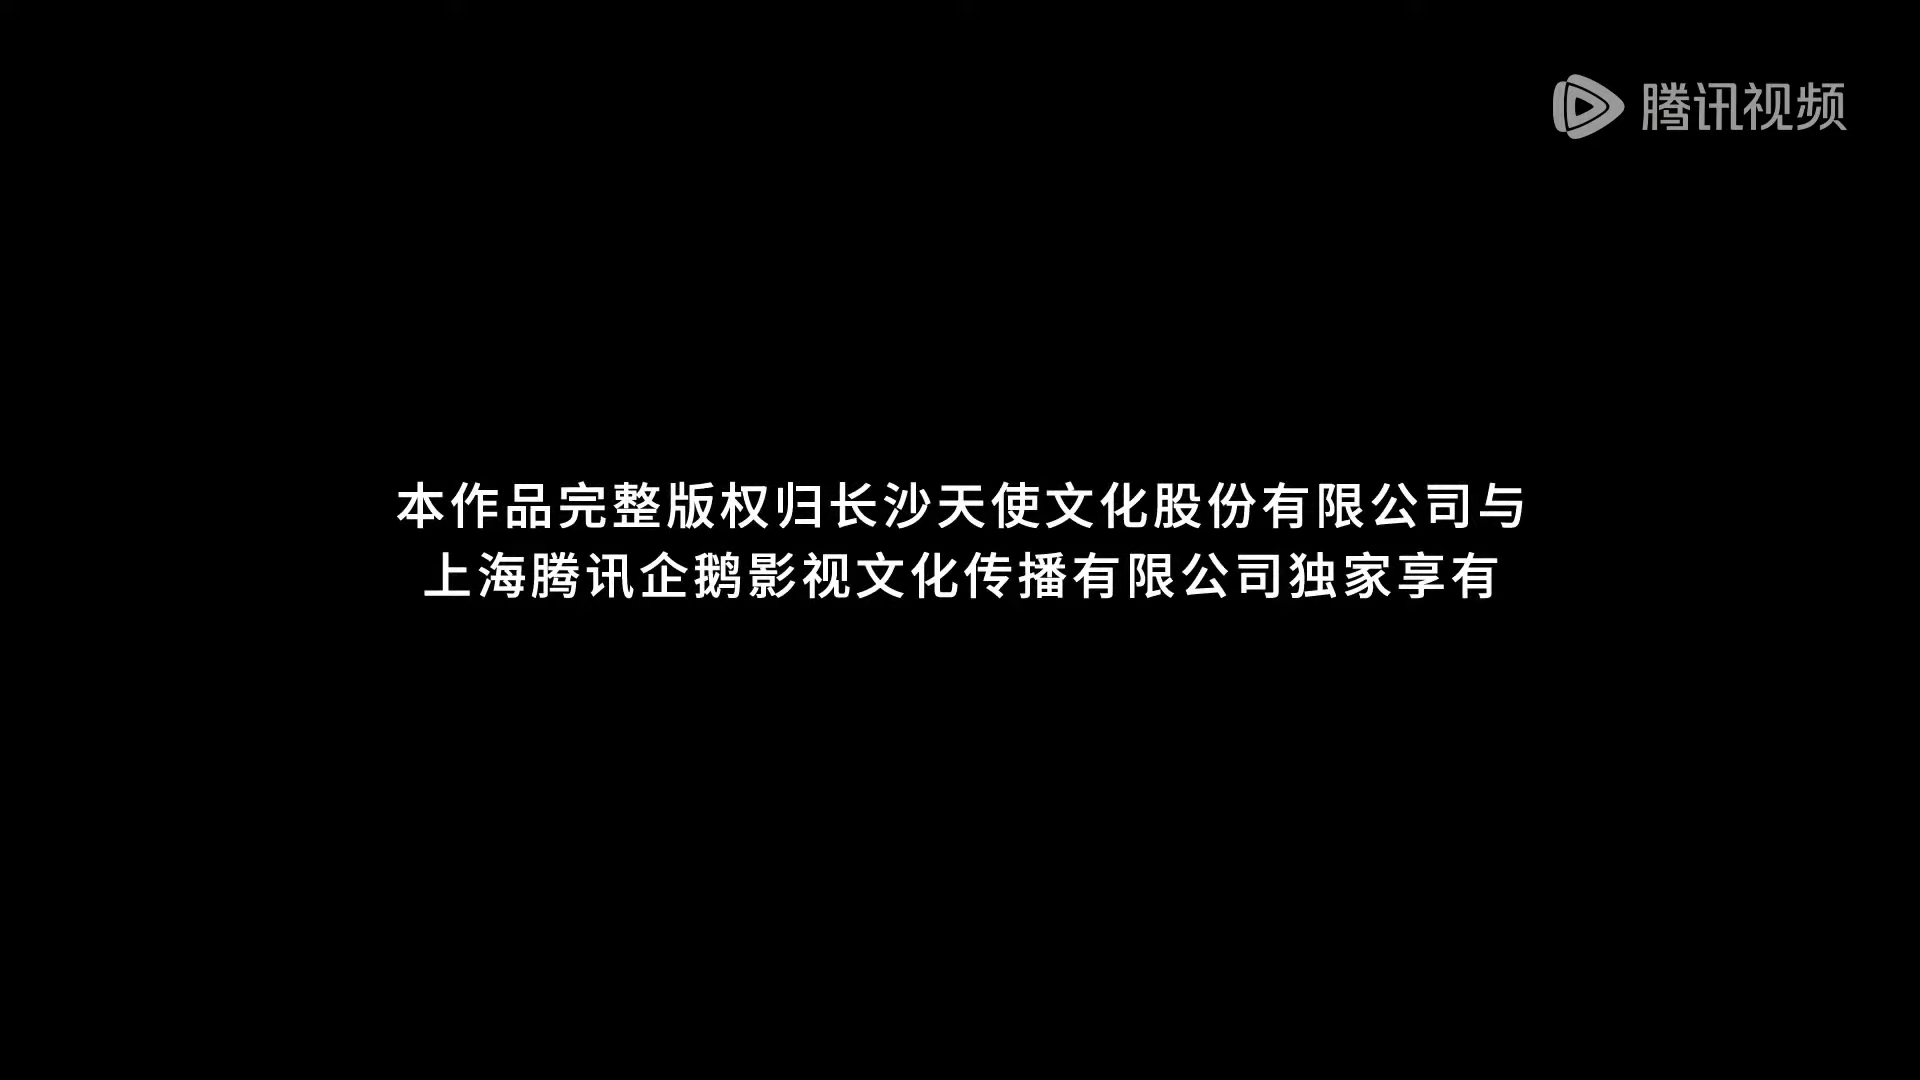 腾讯视频
本作品完整版权归长沙天使文化股份有限公司与
上海腾讯企鹅影视文化传播有限公司独家享有